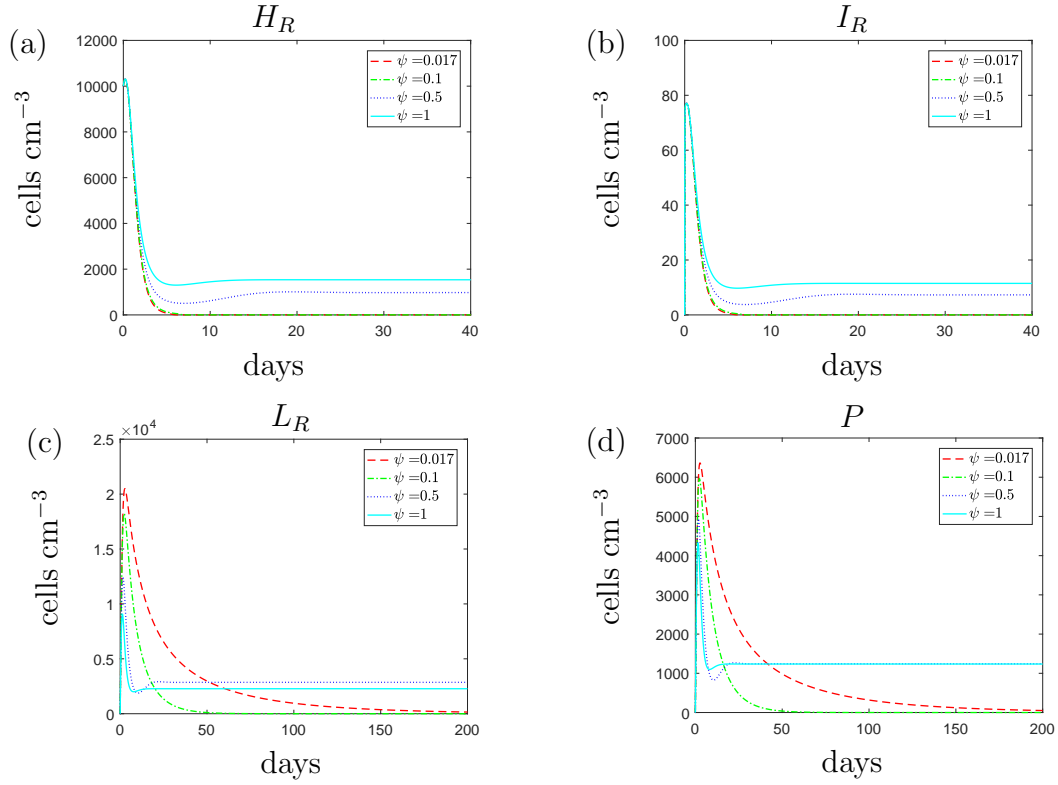 (a)
H_R
12000
10000
8000
6000
4000
2000
0
0 10 20 30 40
cells cm⁻³
days
ψ =0.017
ψ =0.1
ψ =0.5
ψ =1
(b)
I_R
100
80
60
40
20
0
0 10 20 30 40
cells cm⁻³
days
ψ =0.017
ψ =0.1
ψ =0.5
ψ =1
(c)
L_R
×10⁴
2.5
2
1.5
1
0.5
0
0 50 100 150 200
cells cm⁻³
days
ψ =0.017
ψ =0.1
ψ =0.5
ψ =1
(d)
P
7000
6000
5000
4000
3000
2000
1000
0
0 50 100 150 200
cells cm⁻³
days
ψ =0.017
ψ =0.1
ψ =0.5
ψ =1